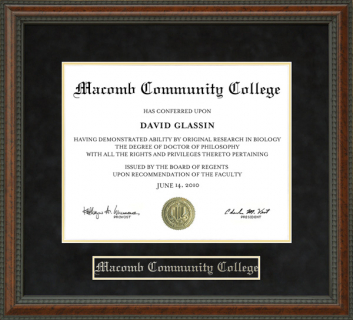 Macomb Community College
HAS CONFERRED UPON
DAVID GLASSIN
HAVING DEMONSTRATED ABILITY BY ORIGINAL RESEARCH IN BIOLOGY
THE DEGREE OF DOCTOR OF PHILOSOPHY
WITH ALL THE RIGHTS AND PRIVILEGES THERETO PERTAINING
ISSUED BY THE BOARD OF REGENTS
UPON RECOMMENDATION OF THE FACULTY
JUNE 14, 2010
PROVOST
PRESIDENT
Macomb Community College